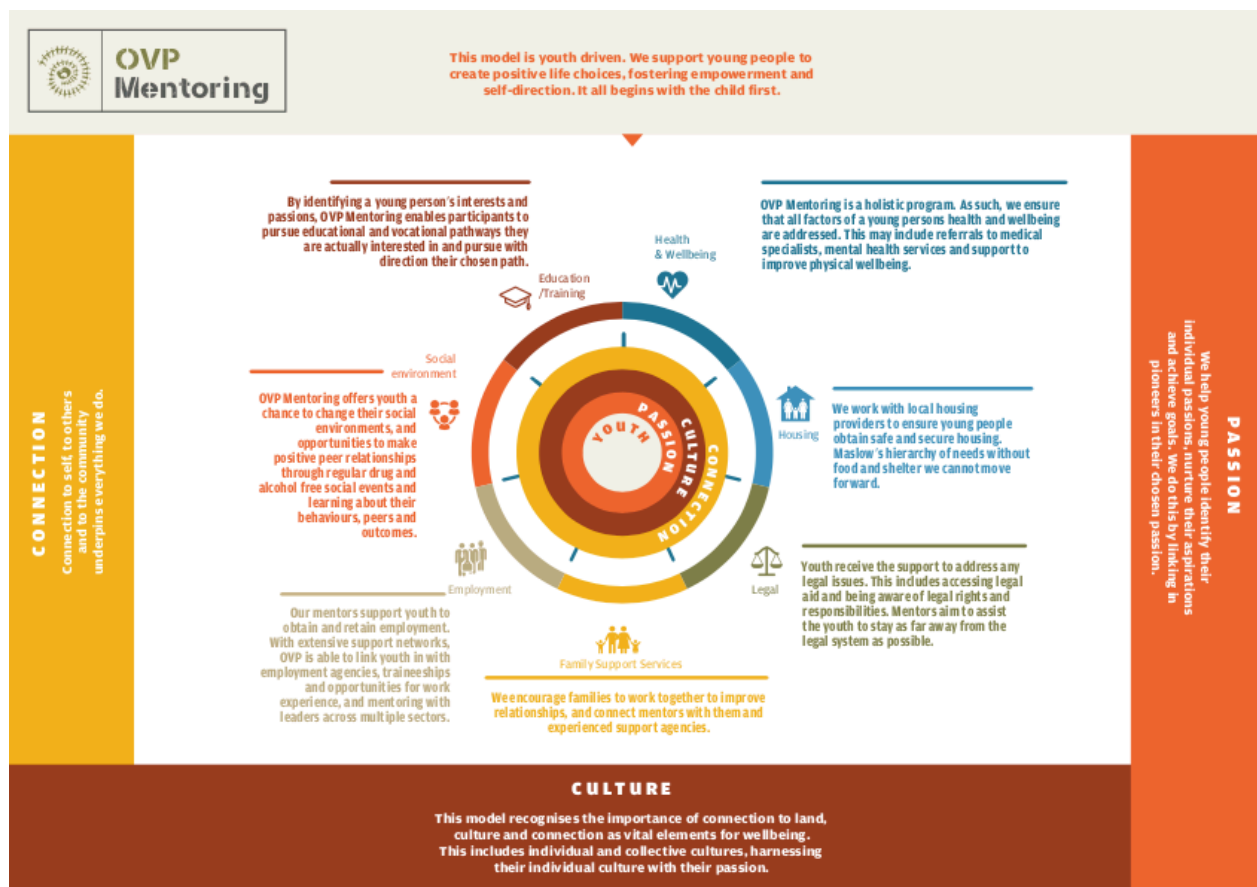 OVP
Mentoring
This model is youth driven. We support young people to
create positive life choices, fostering empowerment and
self-direction. It all begins with the child first.
By identifying a young person's interests and
passions, OVP Mentoring enables participants to
pursue educational and vocational pathways they
are actually interested in and pursue with
direction their chosen path.
Education
/Training
Health
& Wellbeing
OVP Mentoring is a holistic program. As such, we ensure
that all factors of a young persons health and wellbeing
are addressed. This may include referrals to medical
specialists, mental health services and support to
improve physical wellbeing.
Social
environment
OVP Mentoring offers youth a
chance to change their social
environments, and
opportunities to make
positive peer relationships
through regular drug and
alcohol free social events and
learning about their
behaviours, peers and
outcomes.
YOUTH
PASSION
CULTURE
CONNECTION
Housing
We work with local housing
providers to ensure young people
obtain safe and secure housing.
Maslow's hierarchy of needs without
food and shelter we cannot move
forward.
Employment
Our mentors support youth to
obtain and retain employment.
With extensive support networks,
OVP is able to link youth in with
employment agencies, traineeships
and opportunities for work
experience, and mentoring with
leaders across multiple sectors.
Legal
Youth receive the support to address any
legal issues. This includes accessing legal
aid and being aware of legal rights and
responsibilities. Mentors aim to assist
the youth to stay as far away from the
legal system as possible.
Family Support Services
We encourage families to work together to improve
relationships, and connect mentors with them and
experienced support agencies.
CONNECTION
Connection to self, to others
and to the community
underpins everything we do.
PASSION
We help young people identify their
individual passions, nurture their aspirations
and achieve goals. We do this by linking in
pioneers in their chosen passion.
CULTURE
This model recognises the importance of connection to land,
culture and connection as vital elements for wellbeing.
This includes individual and collective cultures, harnessing
their individual culture with their passion.